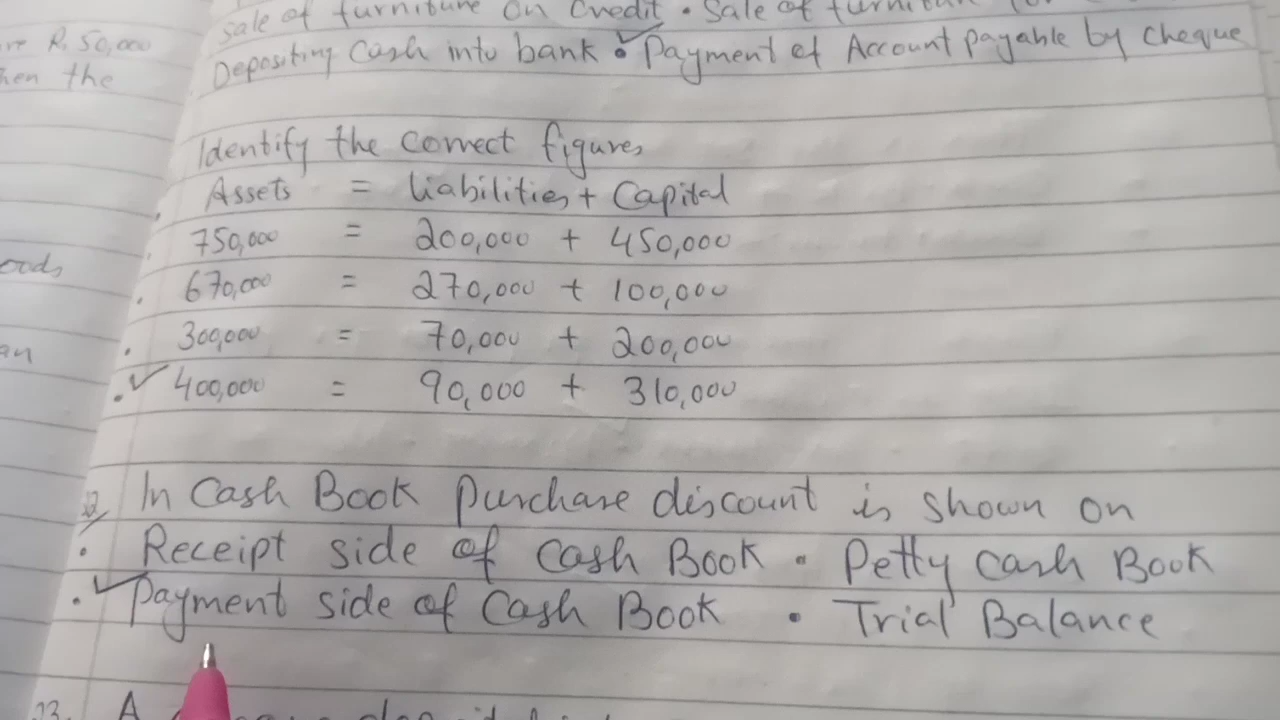 Sale of furniture on Credit • Sale of
Depositing Cash into bank • Payment of Account payable by cheque
R. 50,000
the
Identify the correct figures
Assets = Liabilities + Capital
• 750,000 = 200,000 + 450,000
• 670,000 = 270,000 + 100,000
• 300,000 = 70,000 + 200,000
• ✓ 400,000 = 90,000 + 310,000
In Cash Book Purchase discount is shown on
• Receipt side of Cash Book • Petty Cash Book
• ✓ Payment side of Cash Book • Trial Balance
A